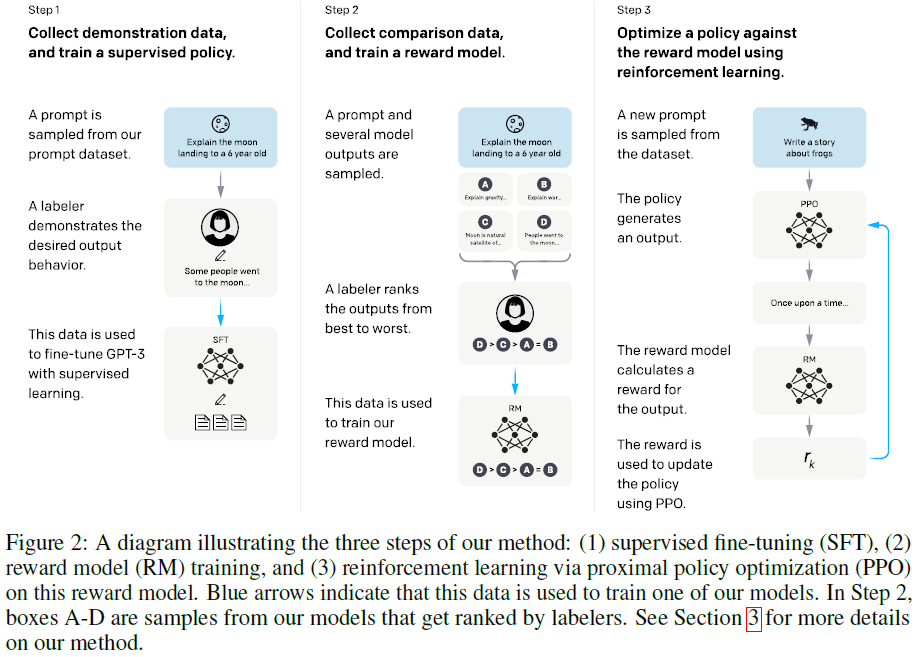 Step 1
Collect demonstration data,
and train a supervised policy.
A prompt is
sampled from our
prompt dataset.
Explain the moon
landing to a 6 year old
A labeler
demonstrates the
desired output
behavior.
Some people went
to the moon...
This data is used
to fine-tune GPT-3
with supervised
learning.
SFT
Step 2
Collect comparison data,
and train a reward model.
A prompt and
several model
outputs are
sampled.
Explain the moon
landing to a 6 year old
A
Explain gravity...
B
Explain war...
C
Moon is natural
satellite of...
D
People went to
the moon...
A labeler ranks
the outputs from
best to worst.
D > C > A = B
This data is used
to train our
reward model.
RM
D > C > A = B
Step 3
Optimize a policy against
the reward model using
reinforcement learning.
A new prompt
is sampled from
the dataset.
Write a story
about frogs
The policy
generates
an output.
PPO
Once upon a time...
The reward model
calculates a
reward for
the output.
RM
The reward is
used to update
the policy
using PPO.
rₖ
Figure 2: A diagram illustrating the three steps of our method: (1) supervised fine-tuning (SFT), (2)
reward model (RM) training, and (3) reinforcement learning via proximal policy optimization (PPO)
on this reward model. Blue arrows indicate that this data is used to train one of our models. In Step 2,
boxes A-D are samples from our models that get ranked by labelers. See Section 3 for more details
on our method.